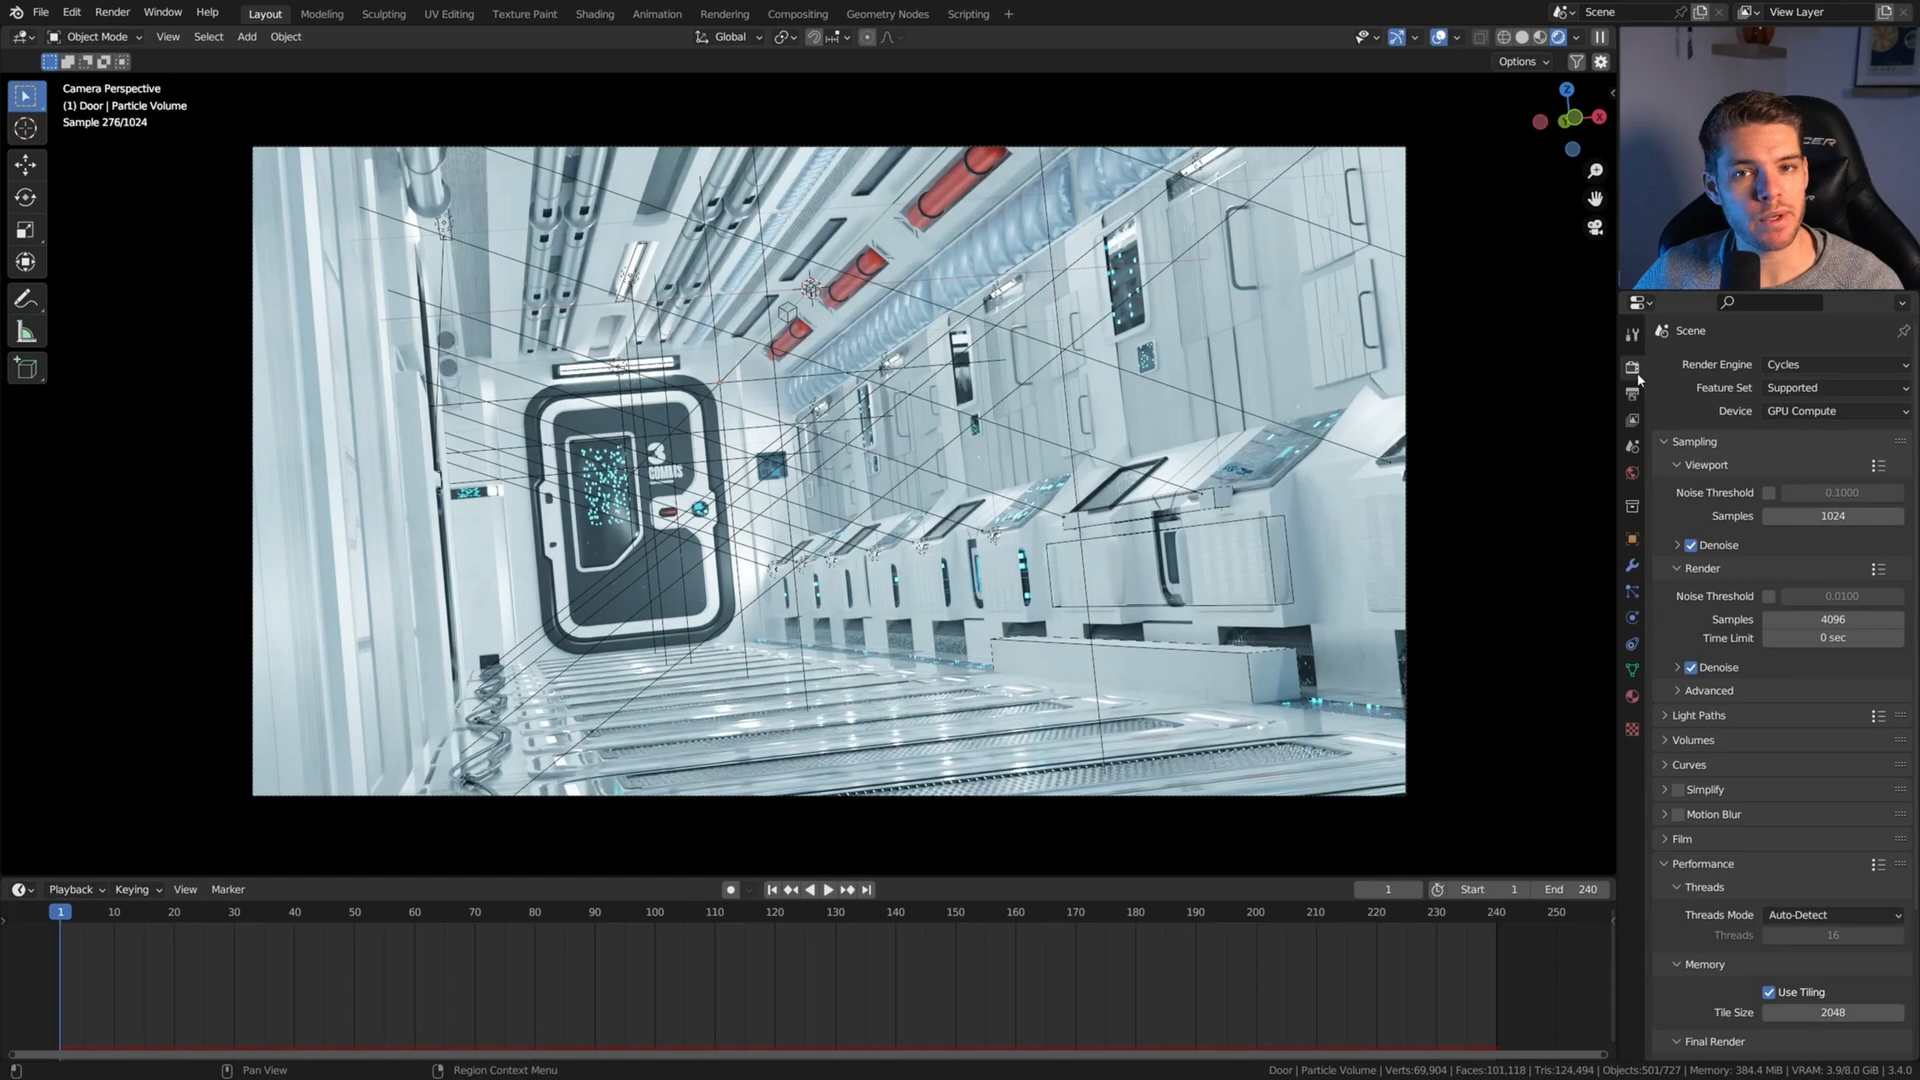 File Edit Render Window Help Layout Modeling Sculpting UV Editing Texture Paint Shading Animation Rendering Compositing Geometry Nodes Scripting + Scene View Layer
Object Mode View Select Add Object Global
Options
Camera Perspective
(1) Door | Particle Volume
Sample 276/1024
Z
X
3
COMMS
Scene
Render Engine Cycles
Feature Set Supported
Device GPU Compute
Sampling
Viewport
Noise Threshold 0.1000
Samples 1024
Denoise
Render
Noise Threshold 0.0100
Samples 4096
Time Limit 0 sec
Denoise
Advanced
Light Paths
Volumes
Curves
Simplify
Motion Blur
Film
Performance
Threads
Threads Mode Auto-Detect
Threads 16
Memory
Use Tiling
Tile Size 2048
Final Render
Playback Keying View Marker 1 Start 1 End 240
1 10 20 30 40 50 60 70 80 90 100 110 120 130 140 150 160 170 180 190 200 210 220 230 240 250
Pan View Region Context Menu Door | Particle Volume | Verts:69,904 | Faces:101,118 | Tris:124,494 | Objects:501/727 | Memory: 384.4 MiB | VRAM: 3.9/8.0 GiB | 3.4.0